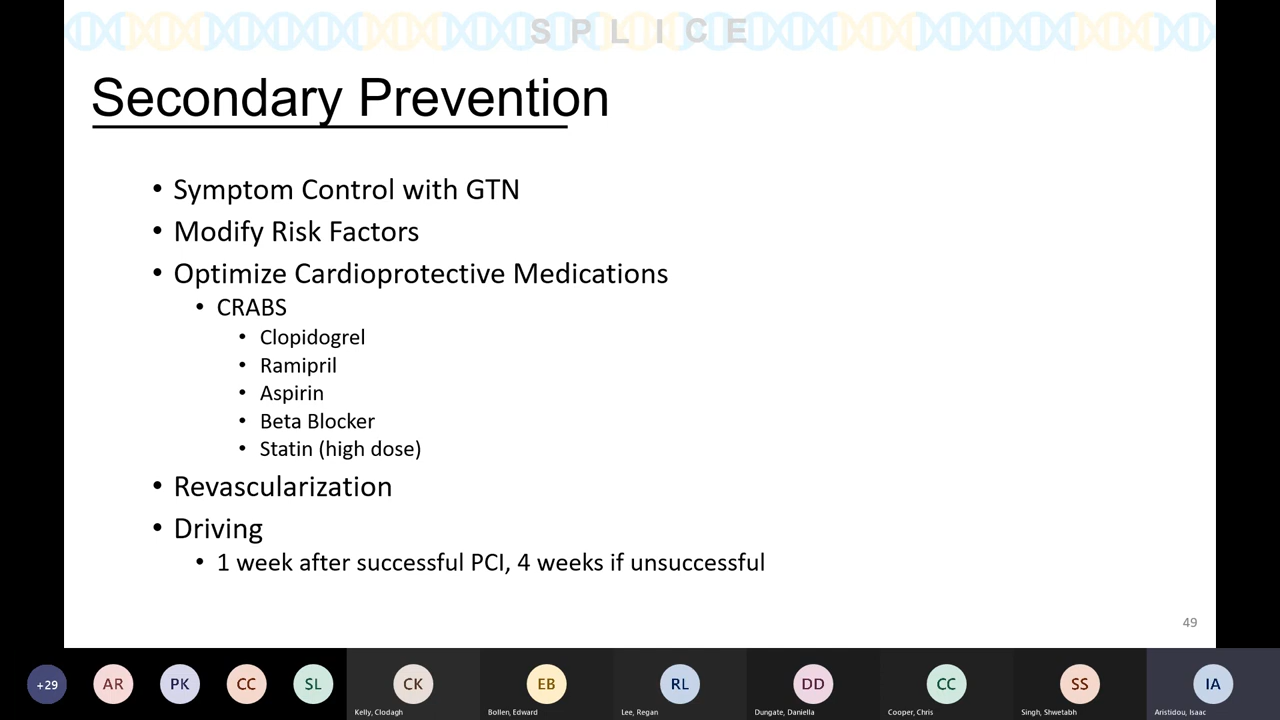 S P L I C E
Secondary Prevention
• Symptom Control with GTN
• Modify Risk Factors
• Optimize Cardioprotective Medications
• CRABS
• Clopidogrel
• Ramipril
• Aspirin
• Beta Blocker
• Statin (high dose)
• Revascularization
• Driving
• 1 week after successful PCI, 4 weeks if unsuccessful
49
+29 AR PK CC SL CK EB RL DD CC SS IA
Kelly, Clodagh Bollen, Edward Lee, Regan Dungate, Daniella Cooper, Chris Singh, Shwetabh Aristidou, Isaac